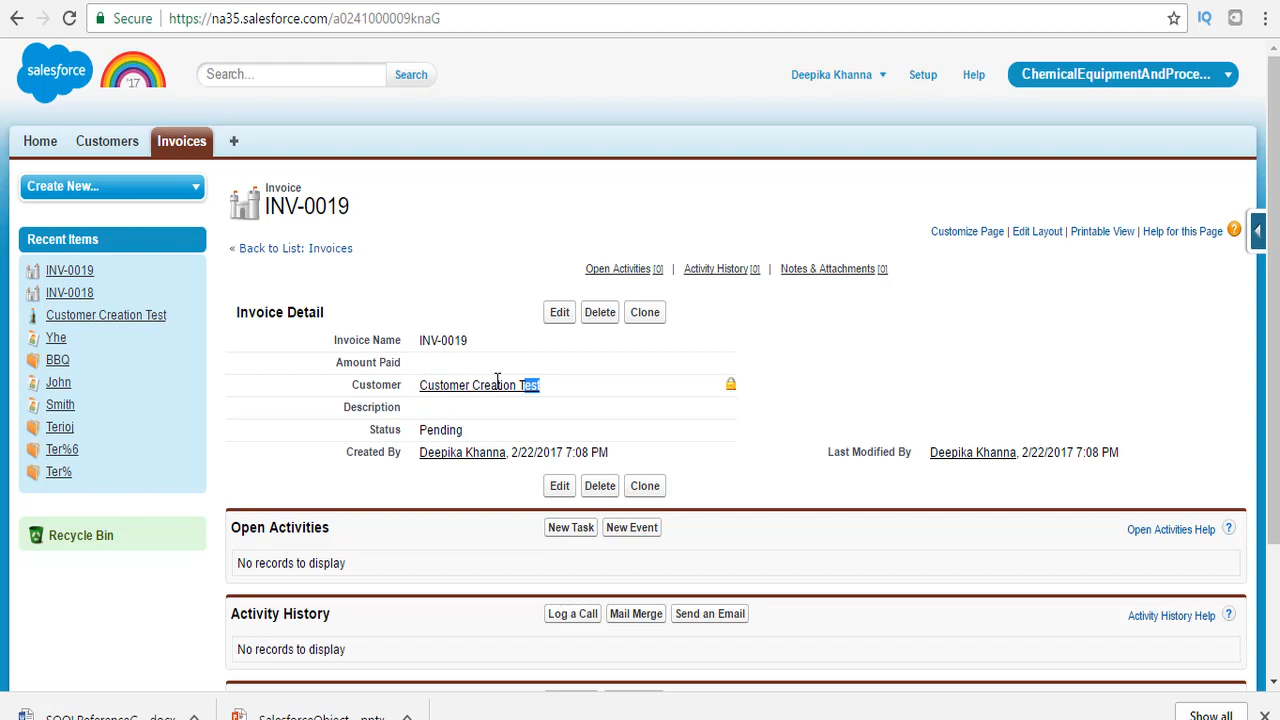 Secure
https://na35.salesforce.com/a0241000009knaG
salesforce
'17
Search...
Search
Deepika Khanna
Setup
Help
ChemicalEquipmentAndProce...
Home
Customers
Invoices
+
Create New...
Recent Items
INV-0019
INV-0018
Customer Creation Test
Yhe
BBQ
John
Smith
Terioj
Ter%6
Ter%
Recycle Bin
Invoice
INV-0019
Customize Page | Edit Layout | Printable View | Help for this Page
« Back to List: Invoices
Open Activities [0] | Activity History [0] | Notes & Attachments [0]
Invoice Detail
Edit
Delete
Clone
Invoice Name INV-0019
Amount Paid
Customer Customer Creation Test
Description
Status Pending
Created By Deepika Khanna, 2/22/2017 7:08 PM
Last Modified By Deepika Khanna, 2/22/2017 7:08 PM
Edit
Delete
Clone
Open Activities
New Task
New Event
Open Activities Help
No records to display
Activity History
Log a Call
Mail Merge
Send an Email
Activity History Help
No records to display
SOQLReferenceG...docx
SalesforceObject....pptx
Show all